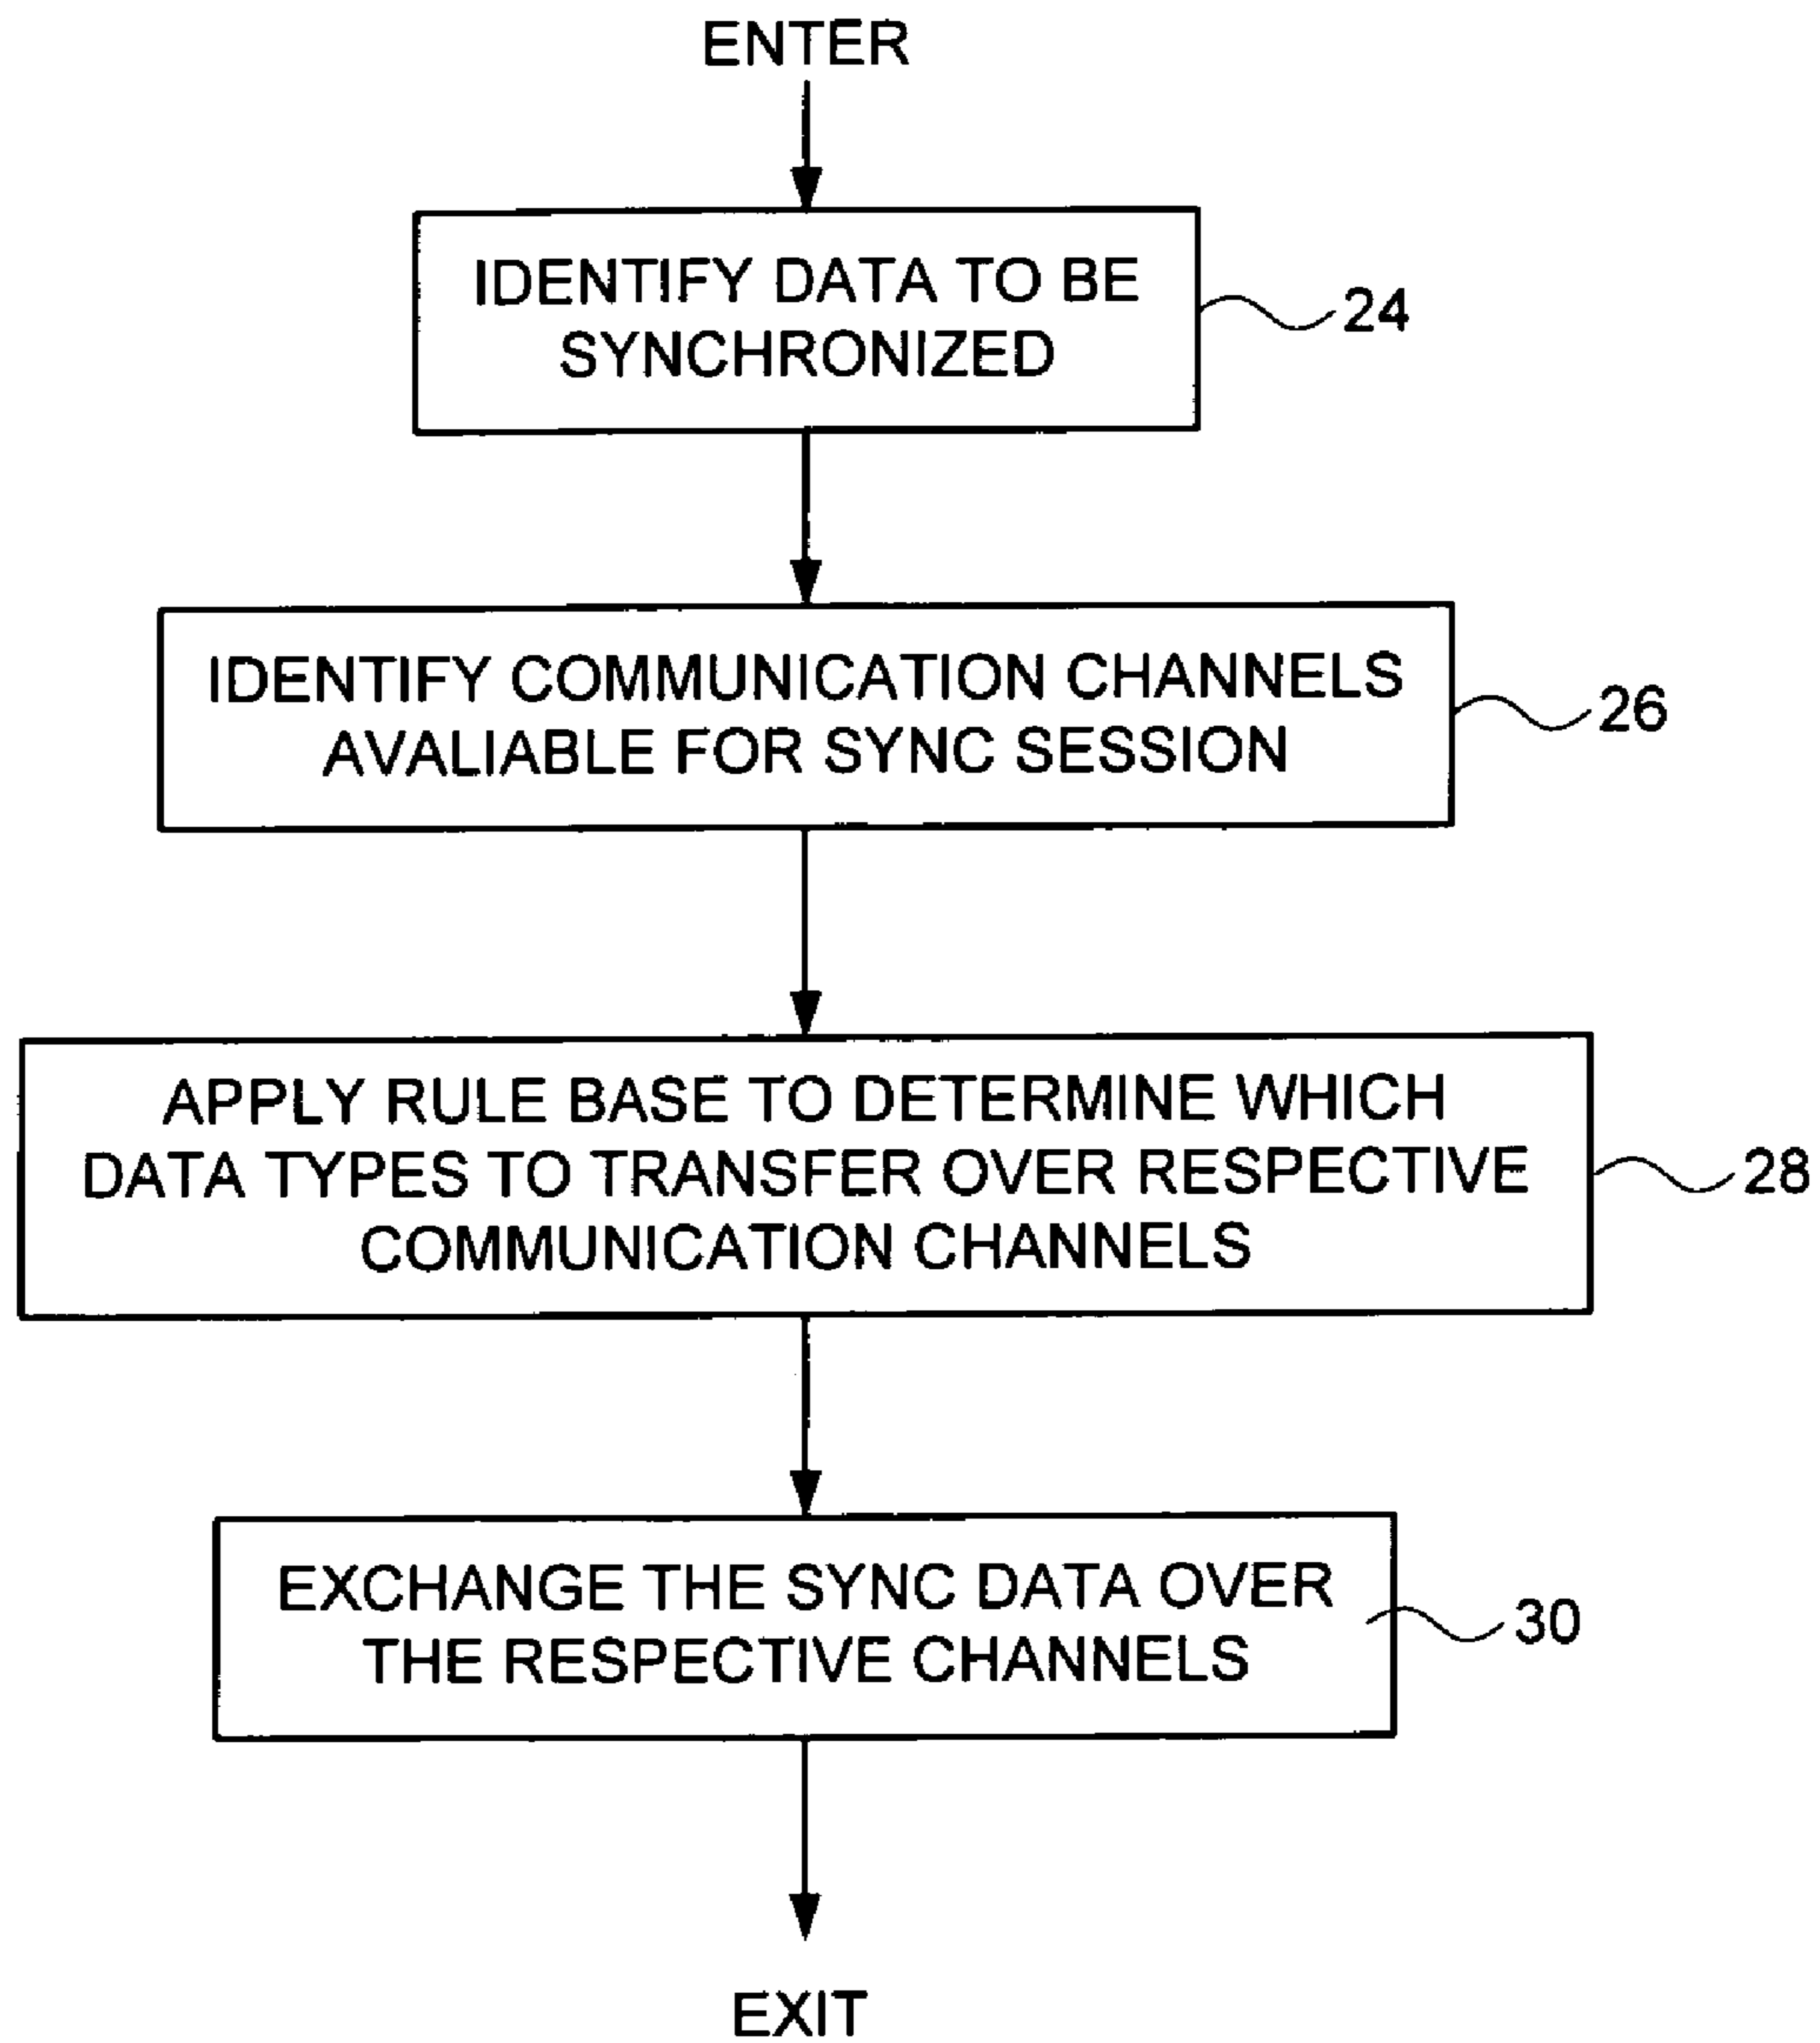 ENTER
IDENTIFY DATA TO BE
SYNCHRONIZED
24
IDENTIFY COMMUNICATION CHANNELS
AVALIABLE FOR SYNC SESSION
26
APPLY RULE BASE TO DETERMINE WHICH
DATA TYPES TO TRANSFER OVER RESPECTIVE
COMMUNICATION CHANNELS
28
EXCHANGE THE SYNC DATA OVER
THE RESPECTIVE CHANNELS
30
EXIT